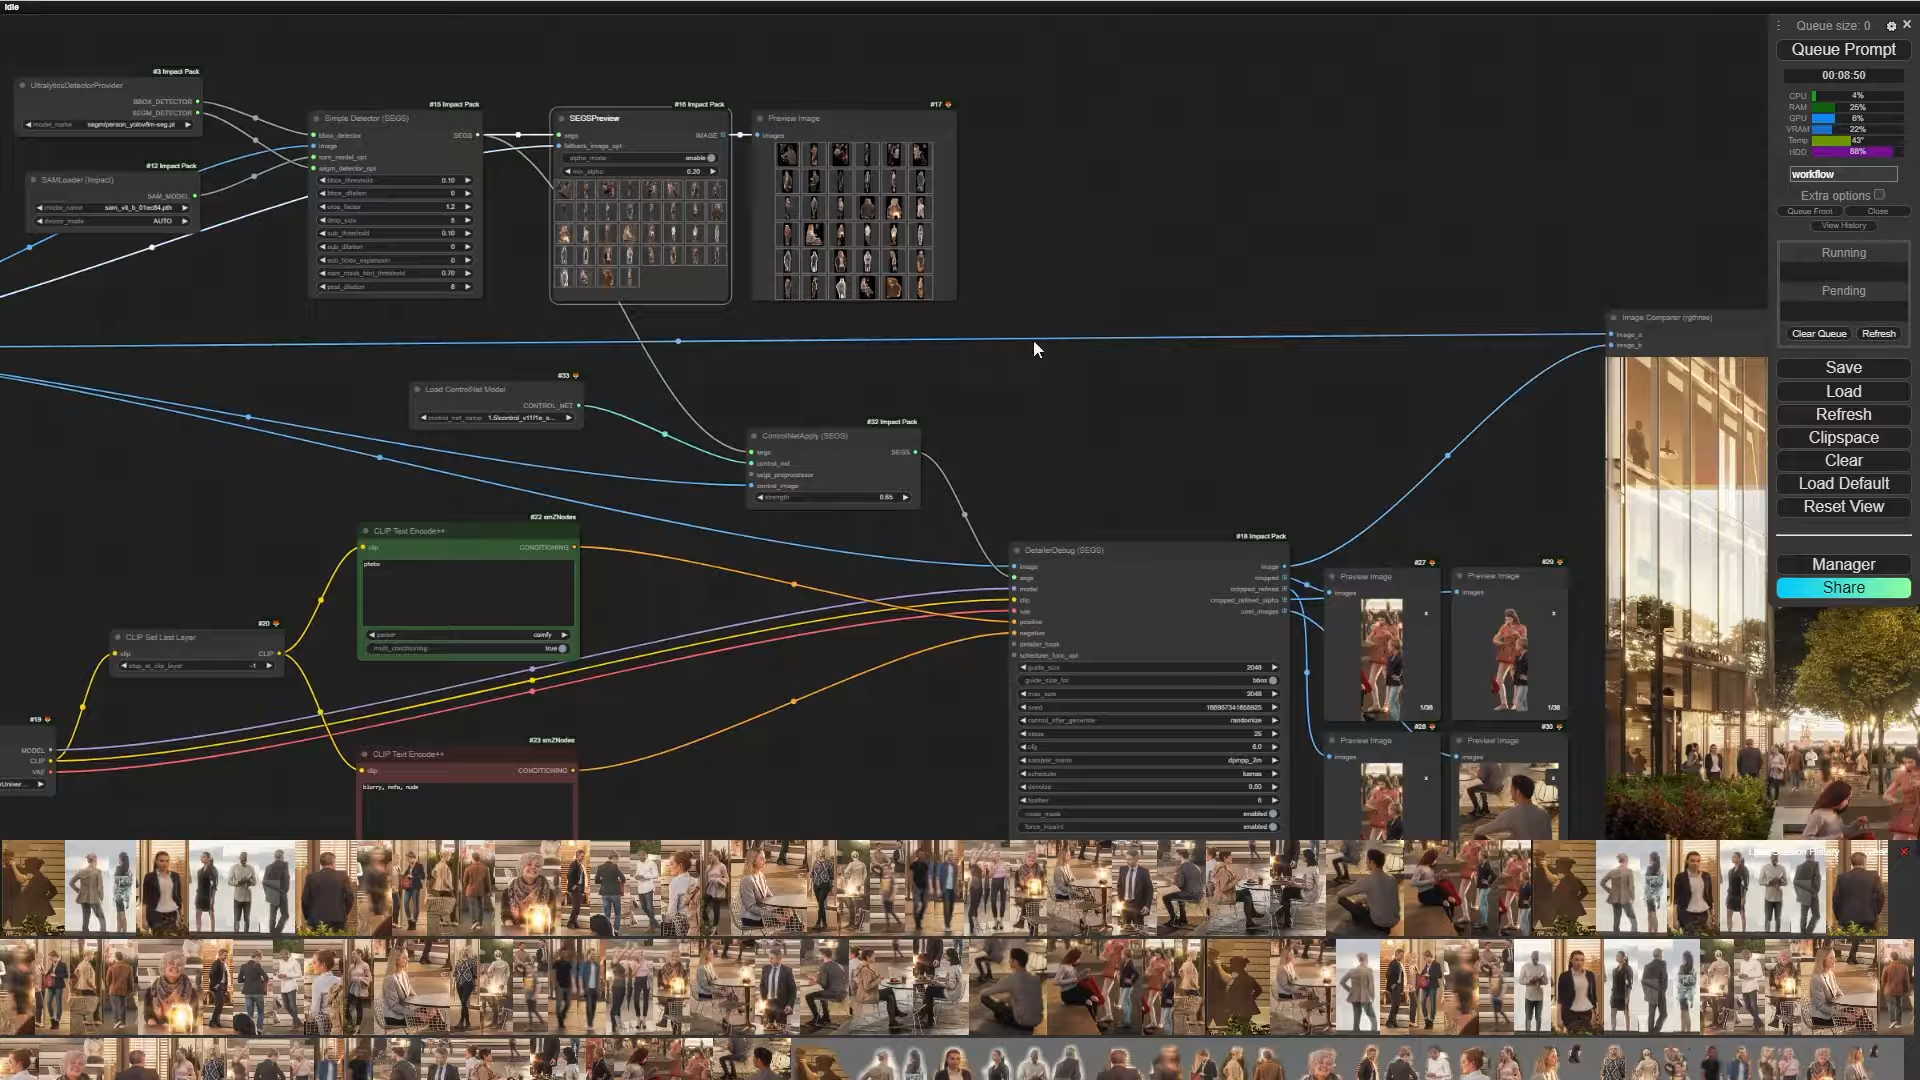 Idle
#3 Impact Pack
UltralyticsDetectorProvider
BBOX_DETECTOR
SEGM_DETECTOR
model_name segm/person_yolov8m-seg.pt
#12 Impact Pack
SAMLoader (Impact)
SAM_MODEL
model_name sam_vit_b_01ec64.pth
device_mode AUTO
#15 Impact Pack
Simple Detector (SEGS)
bbox_detector SEGS
image
sam_model_opt
segm_detector_opt
bbox_threshold 0.10
bbox_dilation 0
crop_factor 1.2
drop_size 5
sub_threshold 0.10
sub_dilation 0
sub_bbox_expansion 0
sam_mask_hint_threshold 0.70
post_dilation 8
#16 Impact Pack
SEGSPreview
segs IMAGE
fallback_image_opt
alpha_mode enable
min_alpha 0.20
#17
Preview Image
images
#33
Load ControlNet Model
CONTROL_NET
control_net_name 1.5\control_v11f1e_s...
#32 Impact Pack
ControlNetApply (SEGS)
segs SEGS
control_net
segs_preprocessor
control_image
strength 0.65
#22 smZNodes
CLIP Text Encode++
clip CONDITIONING
photo
parser comfy
multi_conditioning true
#20
CLIP Set Last Layer
clip CLIP
stop_at_clip_layer -1
#19
MODEL
CLIP
VAE
#23 smZNodes
CLIP Text Encode++
clip CONDITIONING
blurry, nsfw, nude
#18 Impact Pack
DetailerDebug (SEGS)
image image
segs cropped
model cropped_refined
clip cropped_refined_alpha
vae cnet_images
positive
negative
detailer_hook
scheduler_func_opt
guide_size 2048
guide_size_for bbox
max_size 2048
seed
control_after_generate randomize
steps 25
cfg 6.0
sampler_name dpmpp_2m
scheduler karras
denoise 0.50
feather 6
noise_mask enabled
force_inpaint enabled
#27
Preview Image
images
x
1/36
#29
Preview Image
images
x
1/36
#28
Preview Image
images
x
#30
Preview Image
images
x
Image Comparer (rgthree)
image_a
image_b
Queue size: 0
Queue Prompt
00:08:50
CPU 4%
RAM 25%
GPU 6%
VRAM 22%
Temp 43°
HDD 88%
workflow
Extra options
Queue Front Close
View History
Running
Pending
Clear Queue Refresh
Save
Load
Refresh
Clipspace
Clear
Load Default
Reset View
Manager
Share